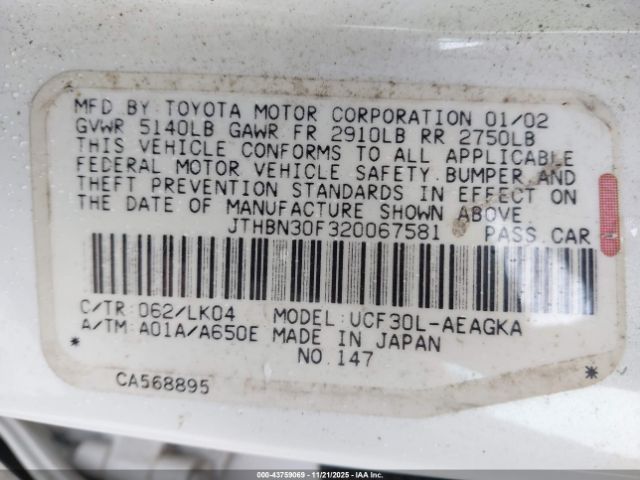 MFD BY TOYOTA MOTOR CORPORATION 01/02
GVWR 5140LB GAWR FR 2910LB RR 2750LB
THIS VEHICLE CONFORMS TO ALL APPLICABLE
FEDERAL MOTOR VEHICLE SAFETY. BUMPER AND
THEFT PREVENTION STANDARDS IN EFFECT ON
THE DATE OF MANUFACTURE SHOWN ABOVE.
JTHBN30F320067581 PASS. CAR
C/TR: 062/LK04 MODEL: UCF30L-AEAGKA
A/TM: A01A/A650E MADE IN JAPAN
* NO. 147 *
CA568895
000-43759069 - 11/21/2025 - IAA